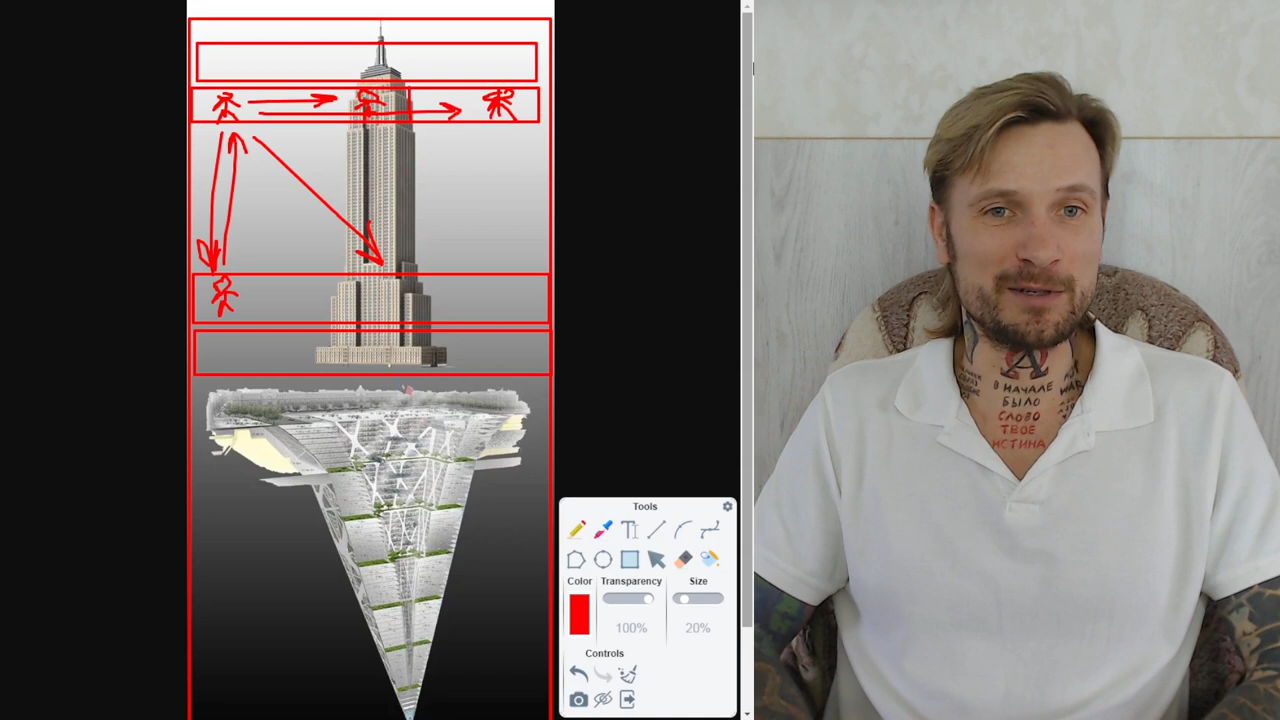 Tools
Color
Transparency
Size
100%
20%
Controls
В НАЧАЛЕ
БЫЛО
СЛОВО
ТВОЕ
ИСТИНА